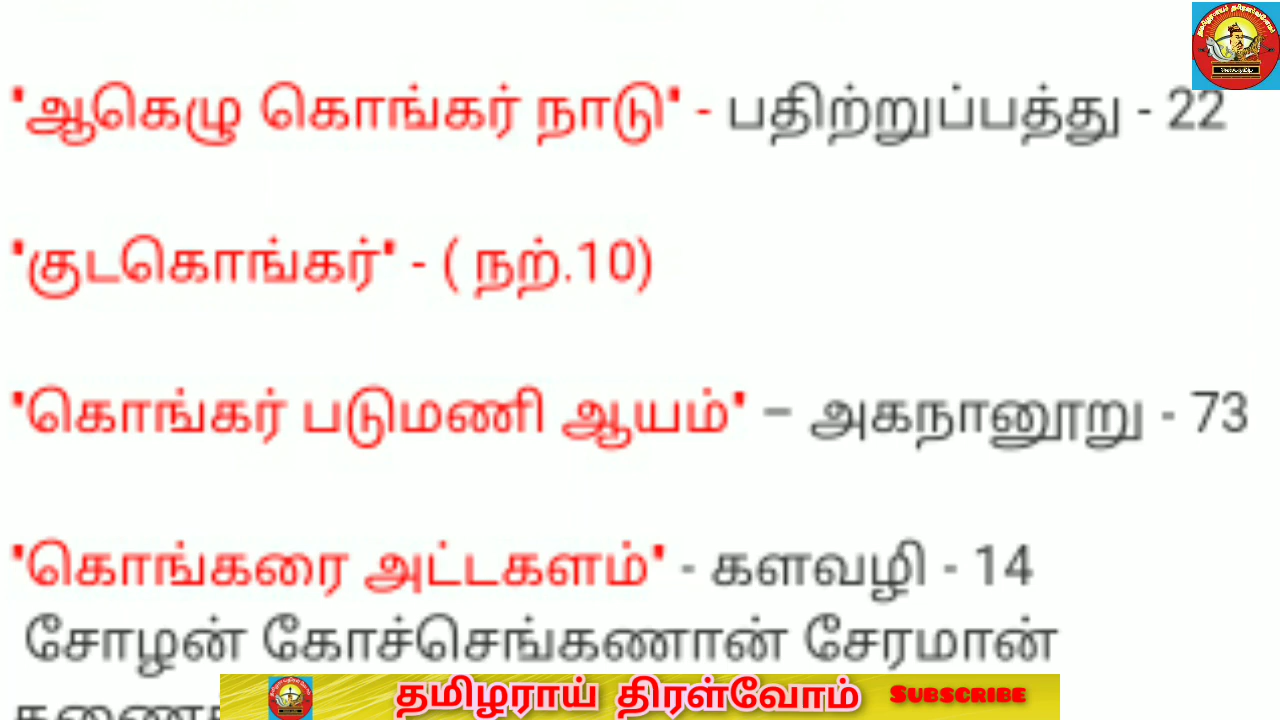 "ஆகெழு கொங்கர் நாடு" - பதிற்றுப்பத்து - 22
"குடகொங்கர்" - ( நற்.10)
"கொங்கர் படுமணி ஆயம்" – அகநானூறு - 73
"கொங்கரை அட்டகளம்" - களவழி - 14
சோழன் கோச்செங்கணான் சேரமான்
தமிழராய் திரள்வோம் SUBSCRIBE